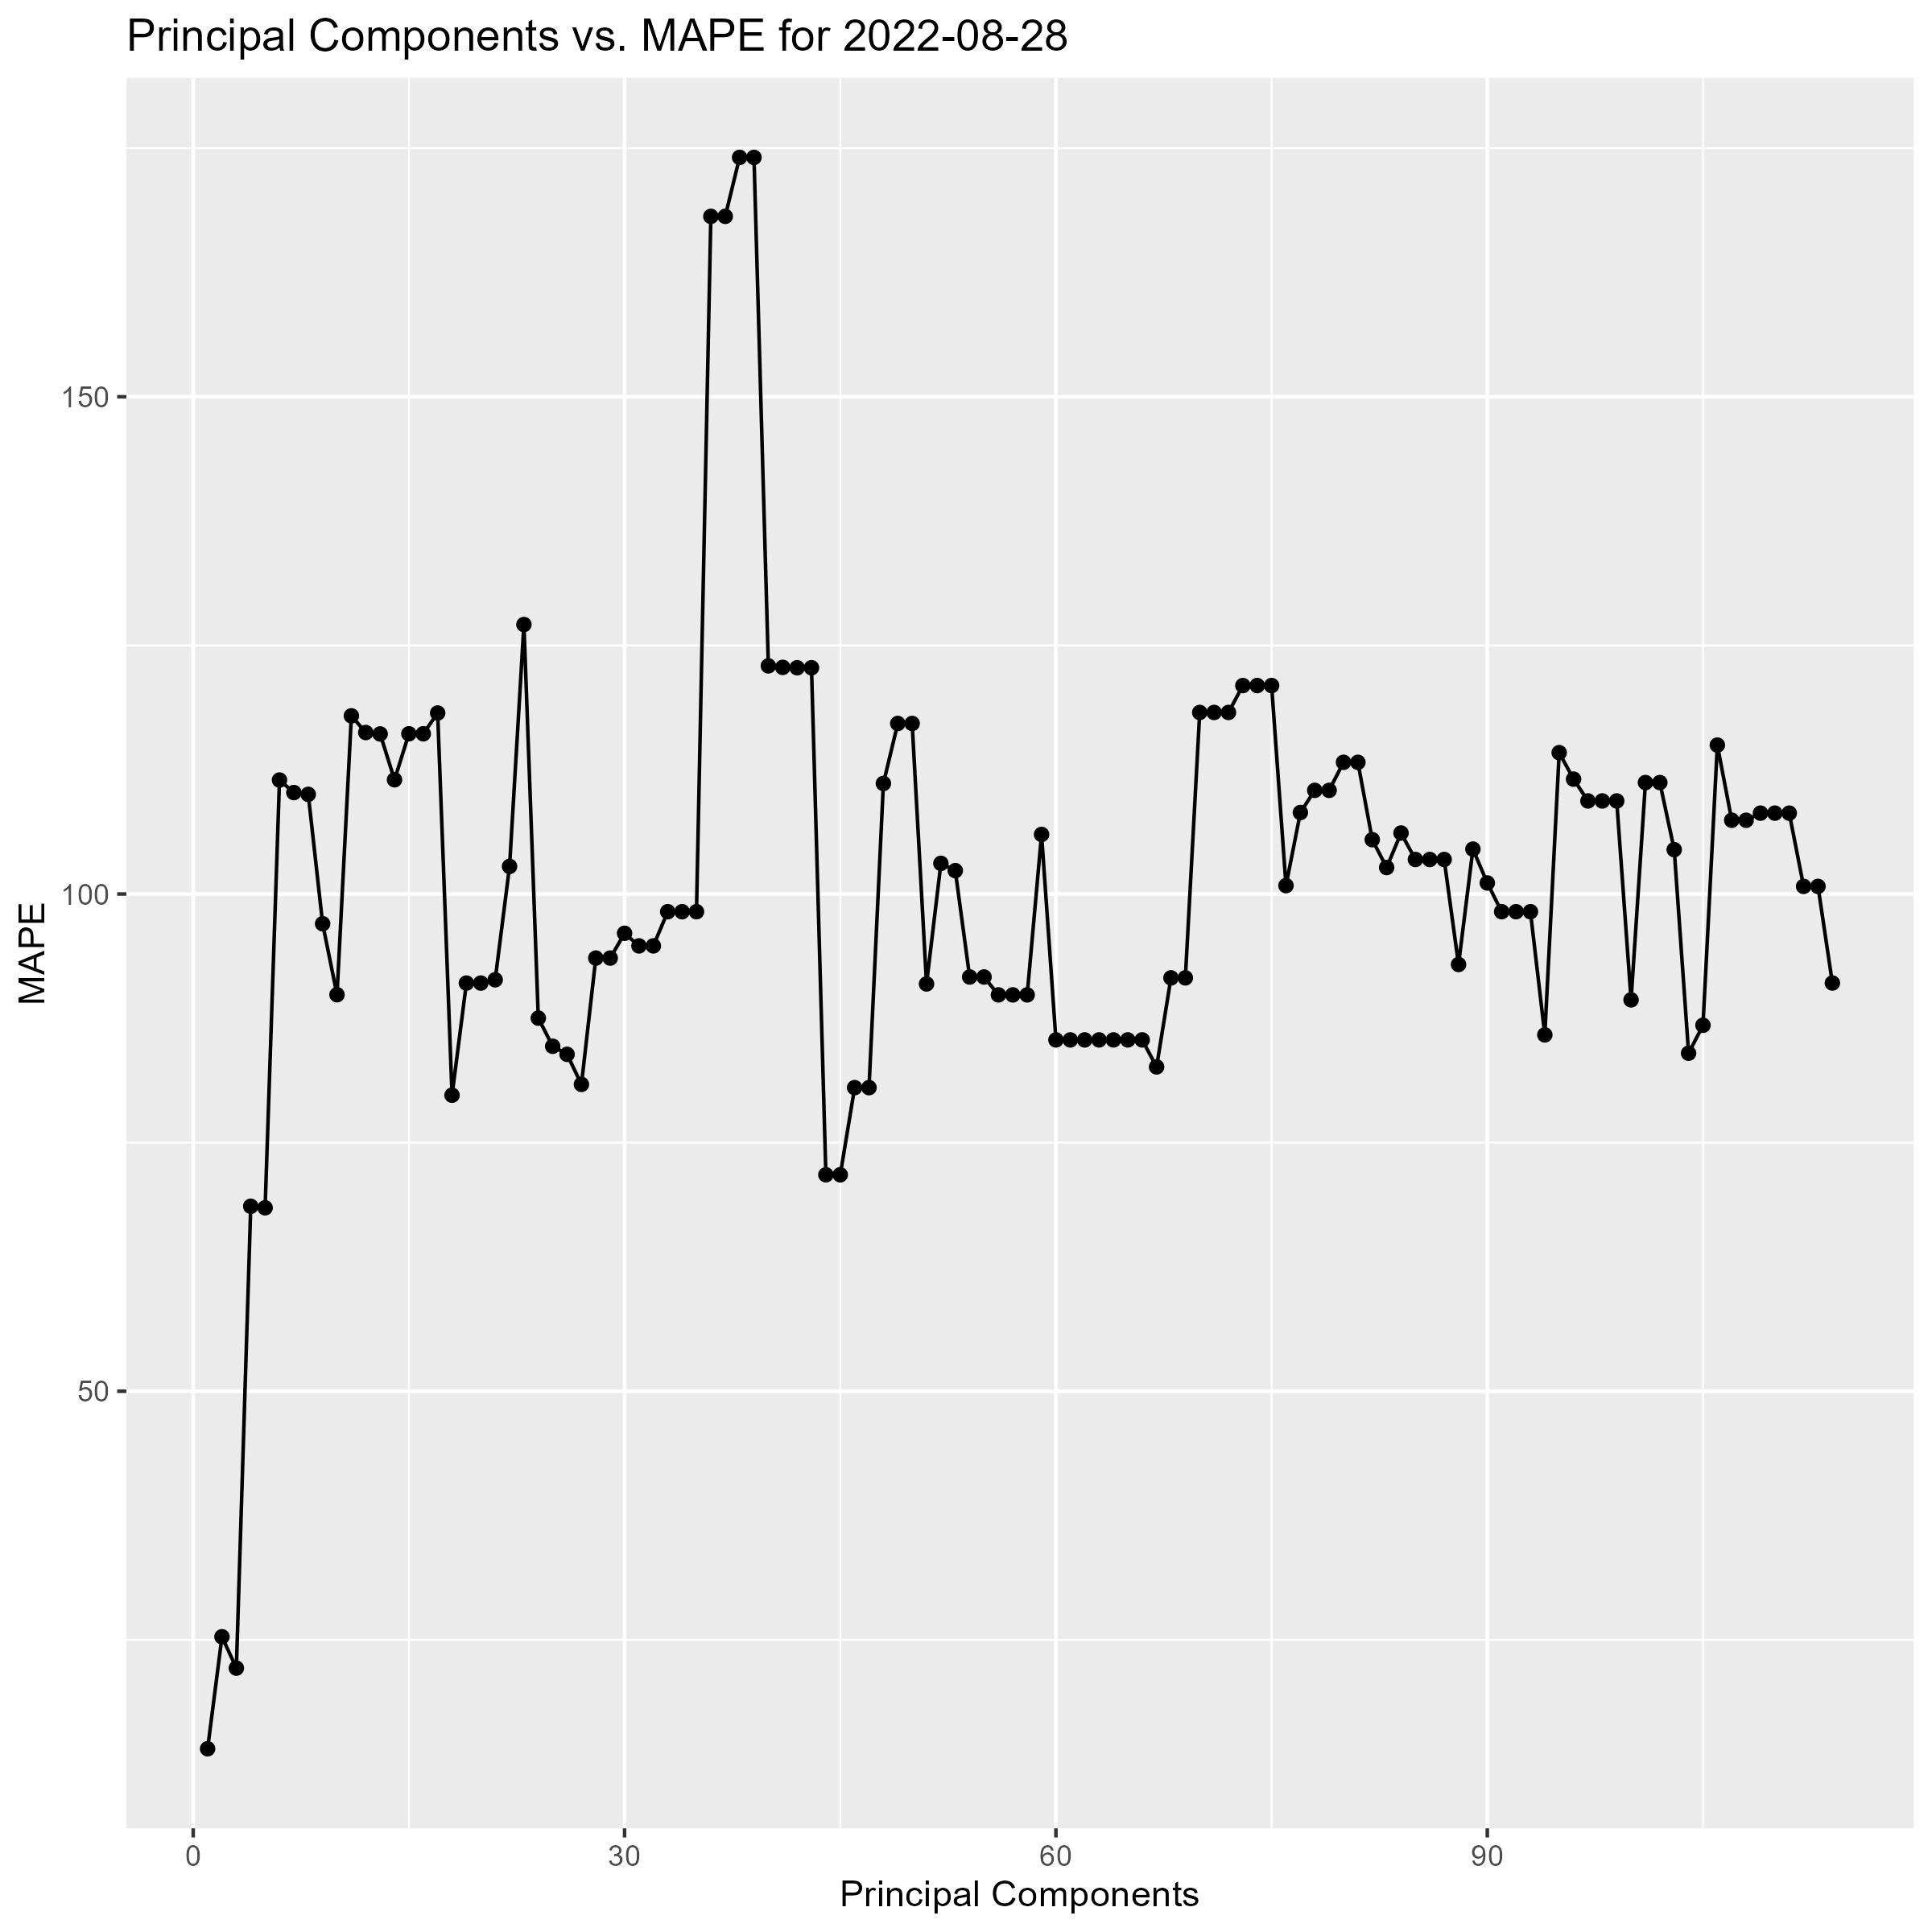 Principal Components vs. MAPE for 2022-08-28
150
100
50
MAPE
0 30 60 90
Principal Components